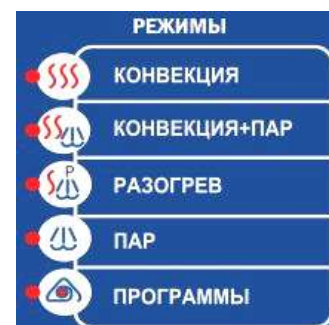 РЕЖИМЫ
КОНВЕКЦИЯ
КОНВЕКЦИЯ+ПАР
P
РАЗОГРЕВ
ПАР
ПРОГРАММЫ